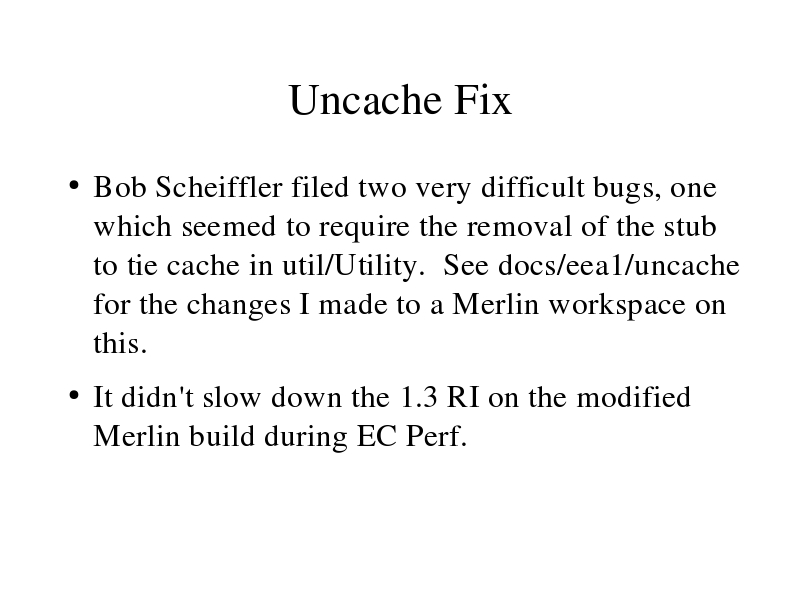 Uncache Fix
• Bob Scheiffler filed two very difficult bugs, one
which seemed to require the removal of the stub
to tie cache in util/Utility.  See docs/eea1/uncache
for the changes I made to a Merlin workspace on
this.
• It didn't slow down the 1.3 RI on the modified
Merlin build during EC Perf.